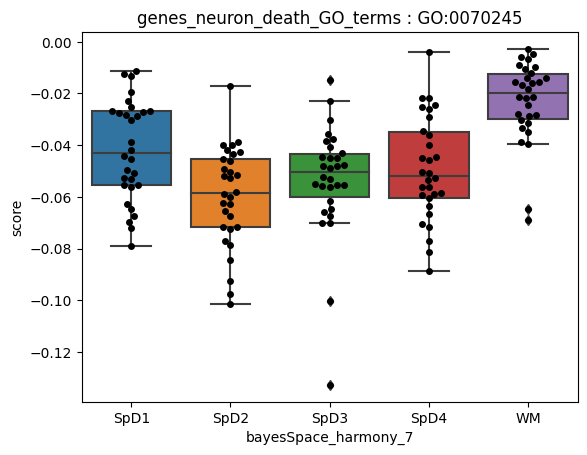 genes_neuron_death_GO_terms : GO:0070245
0.00
−0.02
−0.04
−0.06
−0.08
−0.10
−0.12
score
SpD1 SpD2 SpD3 SpD4 WM
bayesSpace_harmony_7